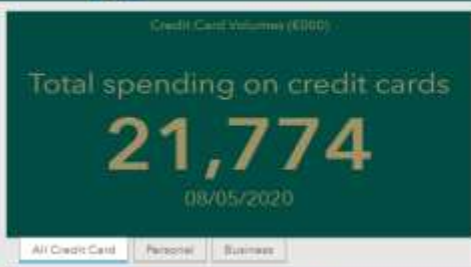 Credit Card Volumes (€000)
Total spending on credit cards
21,774
08/05/2020
All Credit Card Personal Business